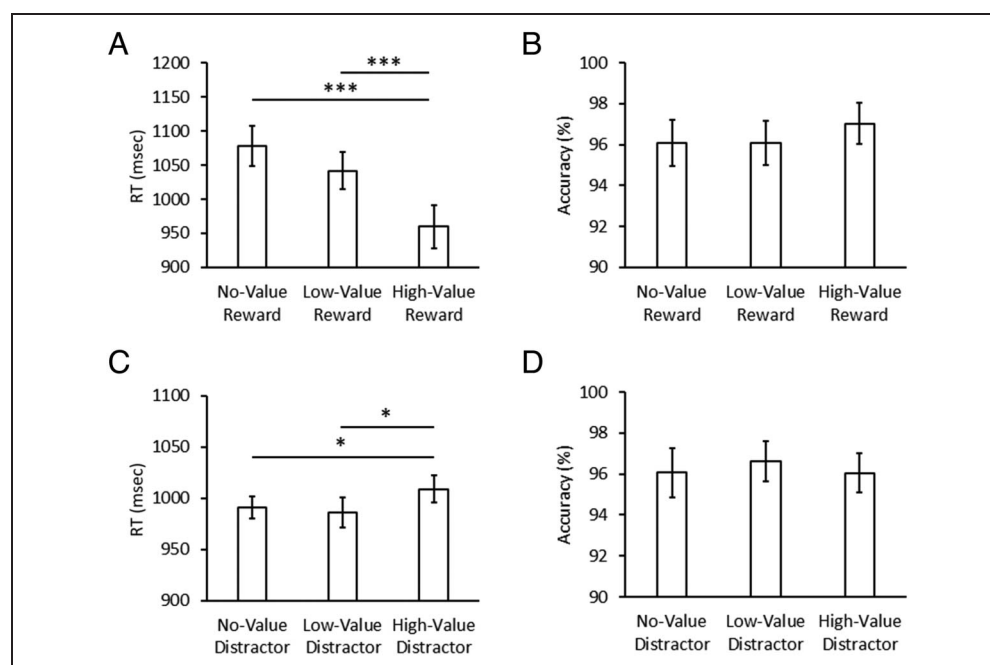 A
1200
1150
1100
1050
1000
950
900
RT (msec)
***
***
No-Value Low-Value High-Value
Reward Reward Reward
B
100
98
96
94
92
90
Accuracy (%)
No-Value Low-Value High-Value
Reward Reward Reward
C
1100
1050
1000
950
900
RT (msec)
*
*
No-Value Low-Value High-Value
Distractor Distractor Distractor
D
100
98
96
94
92
90
Accuracy (%)
No-Value Low-Value High-Value
Distractor Distractor Distractor